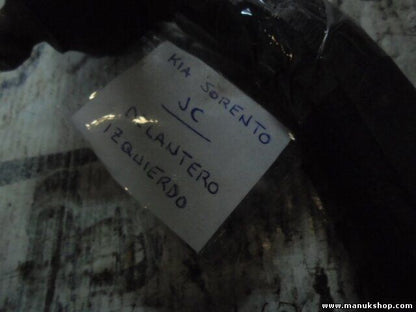 KIA SORENTO
JC
DELANTERO
IZQUIERDO
www.manukshop.com